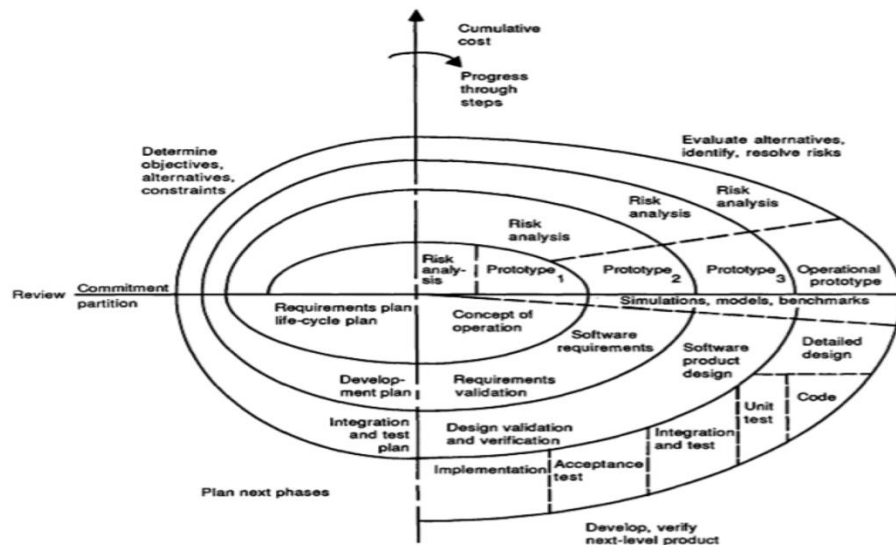 Cumulative
cost
Progress
through
steps
Determine
objectives,
alternatives,
constraints
Evaluate alternatives,
identify, resolve risks
Risk
analysis
Risk
analysis
Risk
analysis
Risk
analy-
sis
Prototype 1
Prototype 2
Prototype 3
Operational
prototype
Review
Commitment
partition
Simulations, models, benchmarks
Requirements plan
life-cycle plan
Concept of
operation
Software
requirements
Software
product
design
Detailed
design
Develop-
ment plan
Requirements
validation
Code
Unit
test
Integration
and test
plan
Design validation
and verification
Integration
and test
Implementation
Acceptance
test
Plan next phases
Develop, verify
next-level product